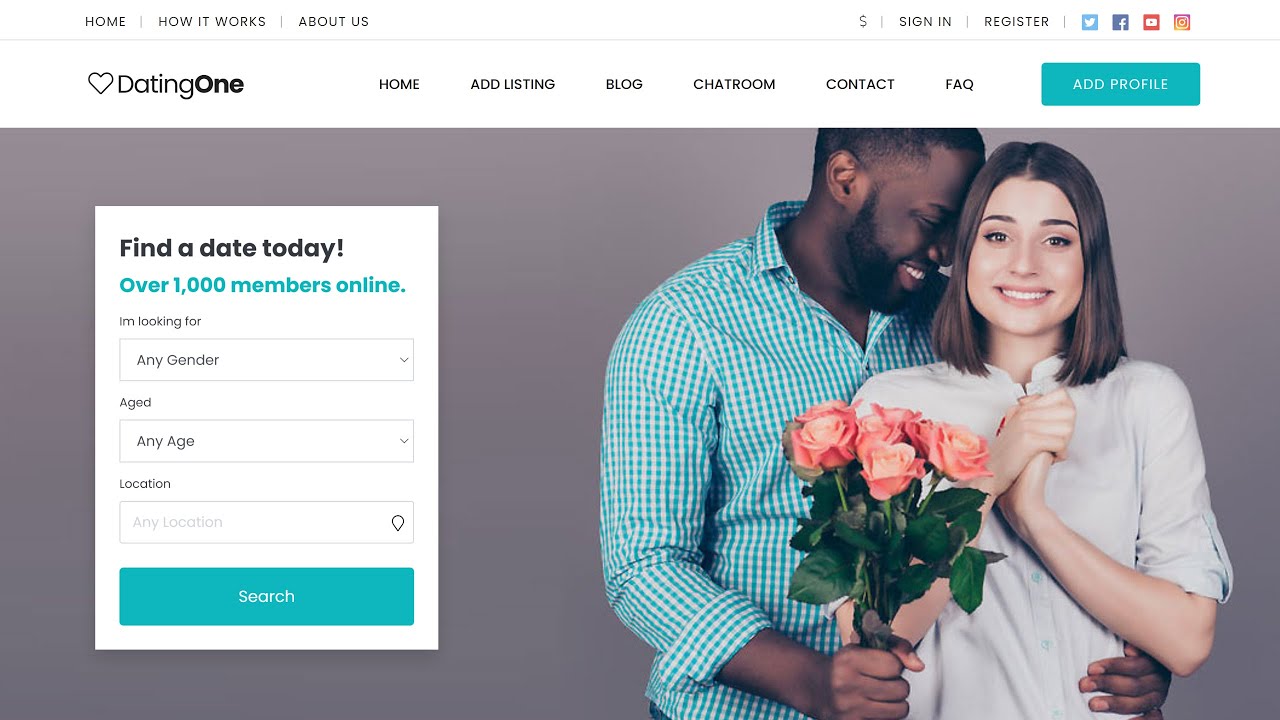 HOME | HOW IT WORKS | ABOUT US
$ | SIGN IN | REGISTER |
DatingOne
HOME ADD LISTING BLOG CHATROOM CONTACT FAQ
ADD PROFILE
Find a date today!
Over 1,000 members online.
Im looking for
Any Gender
Aged
Any Age
Location
Any Location
Search